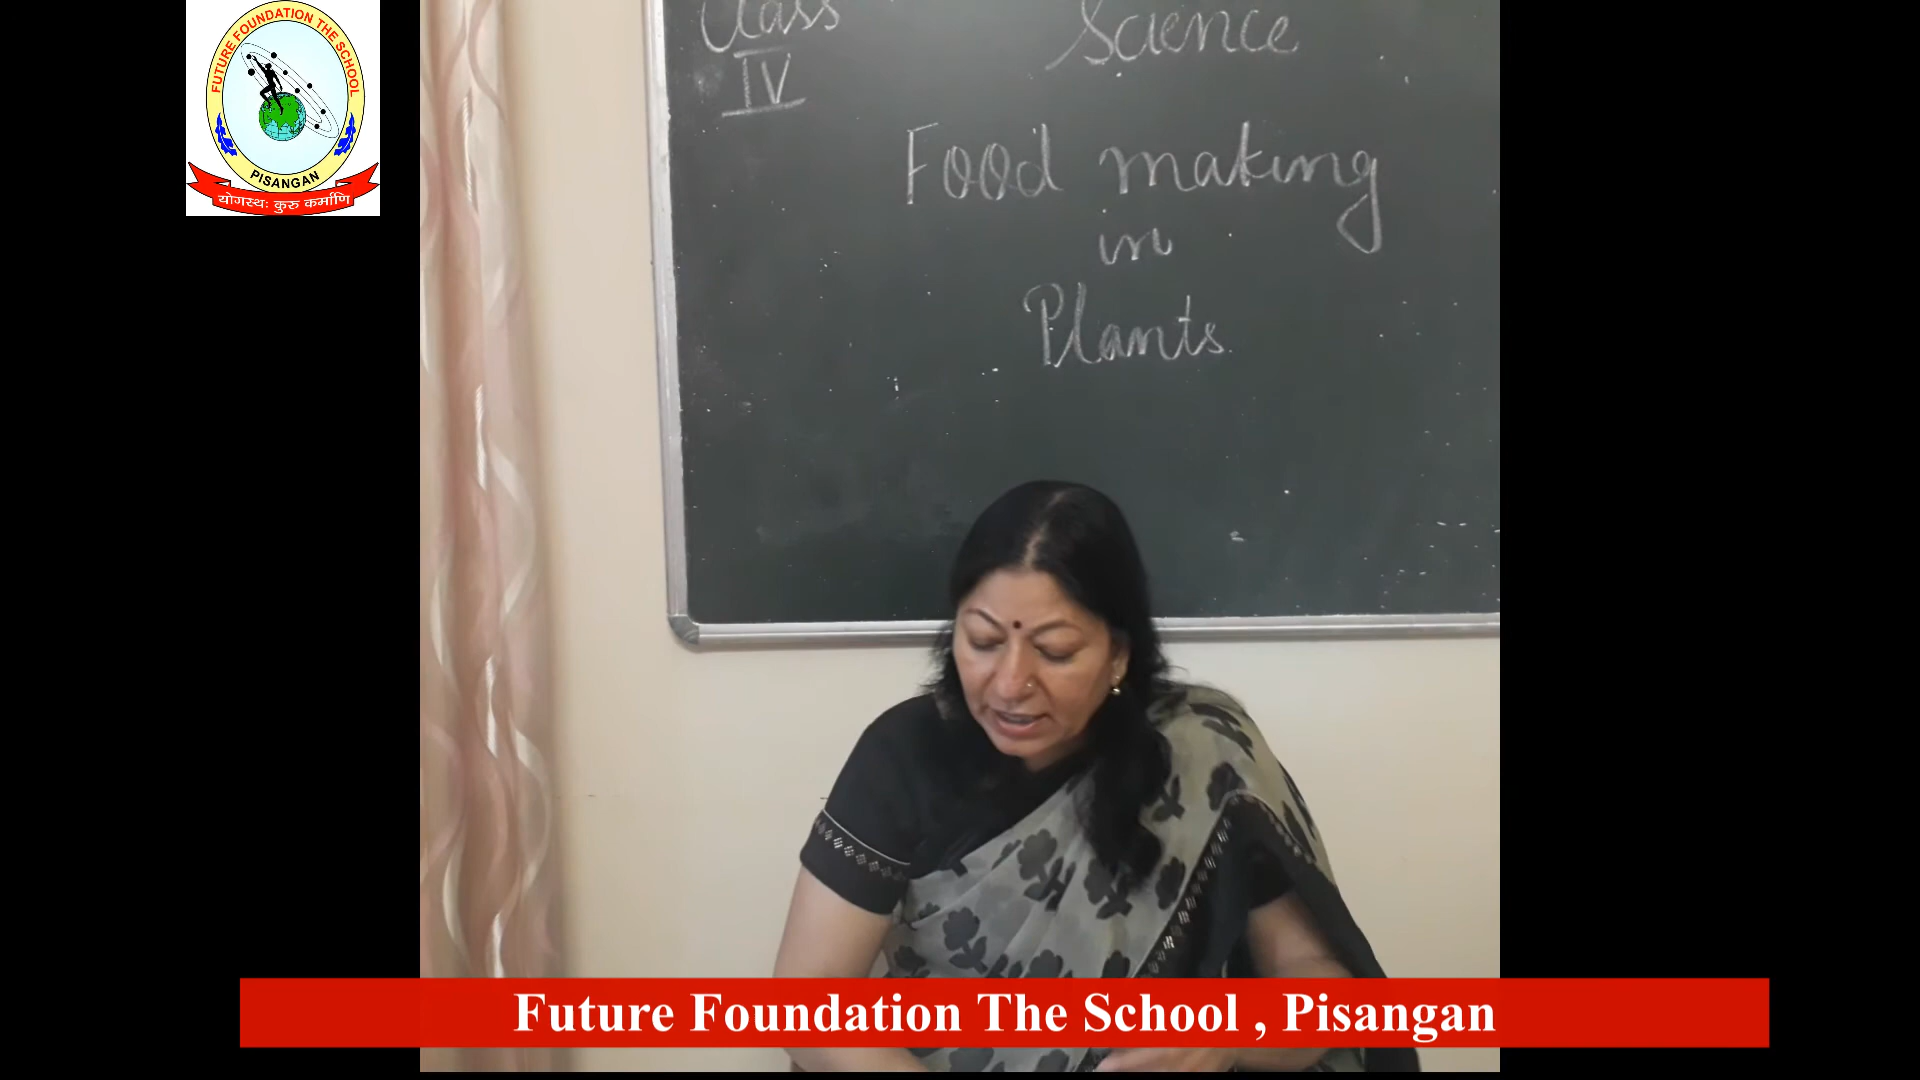 FUTURE FOUNDATION THE SCHOOL
PISANGAN
योगस्थः कुरु कर्माणि
Class
IV
Science
Food making
in
Plants
Future Foundation The School , Pisangan